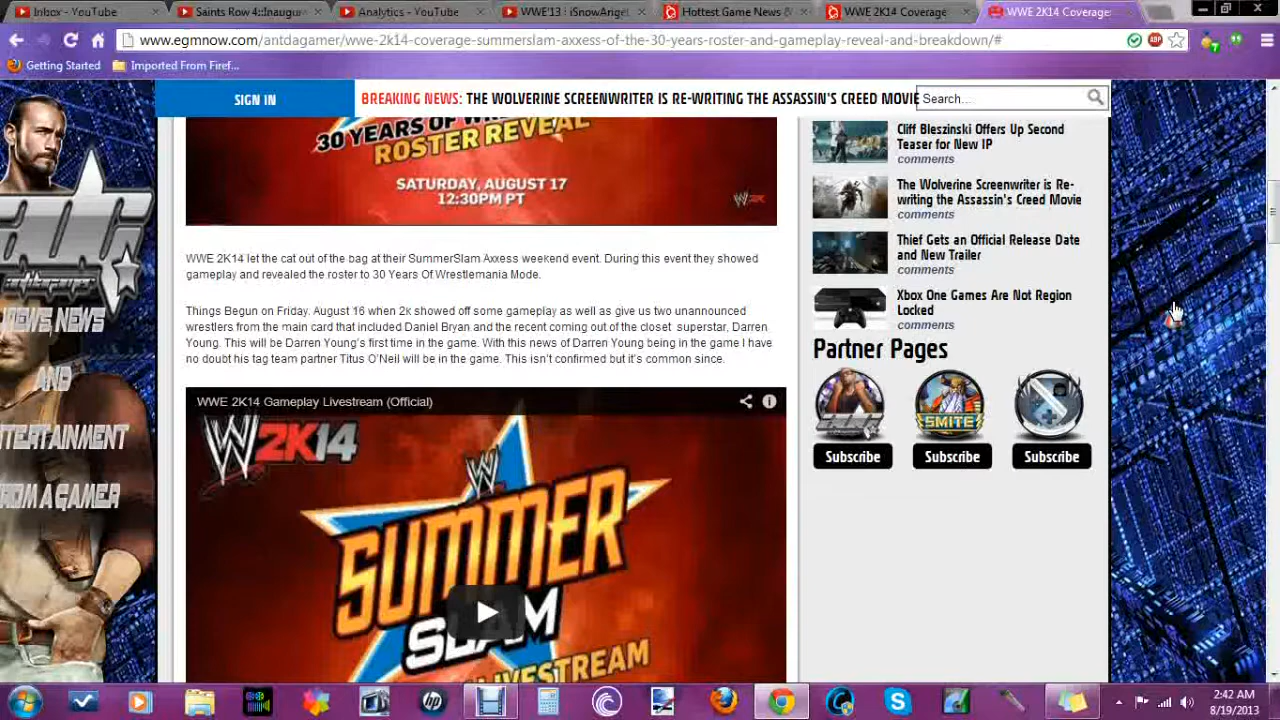 Inbox - YouTube
Saints Row 4::Inaugu
Analytics - YouTube
WWE'13 : iSnowAngel
Hottest Game News &
WWE 2K14 Coverage
WWE 2K14 Coverage:
www.egmnow.com/antdagamer/wwe-2k14-coverage-summerslam-axxess-of-the-30-years-roster-and-gameplay-reveal-and-breakdown/#
Getting Started
Imported From Firef...
SIGN IN
BREAKING NEWS: THE WOLVERINE SCREENWRITER IS RE-WRITING THE ASSASSIN'S CREED MOVIE
Search...
30 YEARS OF WRE
ROSTER REVEAL
SATURDAY, AUGUST 17
12:30PM PT
WWE 2K14 let the cat out of the bag at their SummerSlam Axxess weekend event. During this event they showed
gameplay and revealed the roster to 30 Years Of Wrestlemania Mode.
Things Begun on Friday. August 16 when 2k showed off some gameplay as well as give us two unannounced
wrestlers from the main card that included Daniel Bryan and the recent coming out of the closet superstar, Darren
Young. This will be Darren Young's first time in the game. With this news of Darren Young being in the game I have
no doubt his tag team partner Titus O'Neil will be in the game. This isn't confirmed but it's common since.
WWE 2K14 Gameplay Livestream (Official)
W 2K14
SUMMER
SLAM
LIVESTREAM
Cliff Bleszinski Offers Up Second
Teaser for New IP
comments
The Wolverine Screenwriter is Re-
writing the Assassin's Creed Movie
comments
Thief Gets an Official Release Date
and New Trailer
comments
Xbox One Games Are Not Region
Locked
comments
Partner Pages
SMITE
Subscribe
Subscribe
Subscribe
NEWS, NEWS
AND
NTERTAINMENT
ROM A GAMER
2:42 AM
8/19/2013